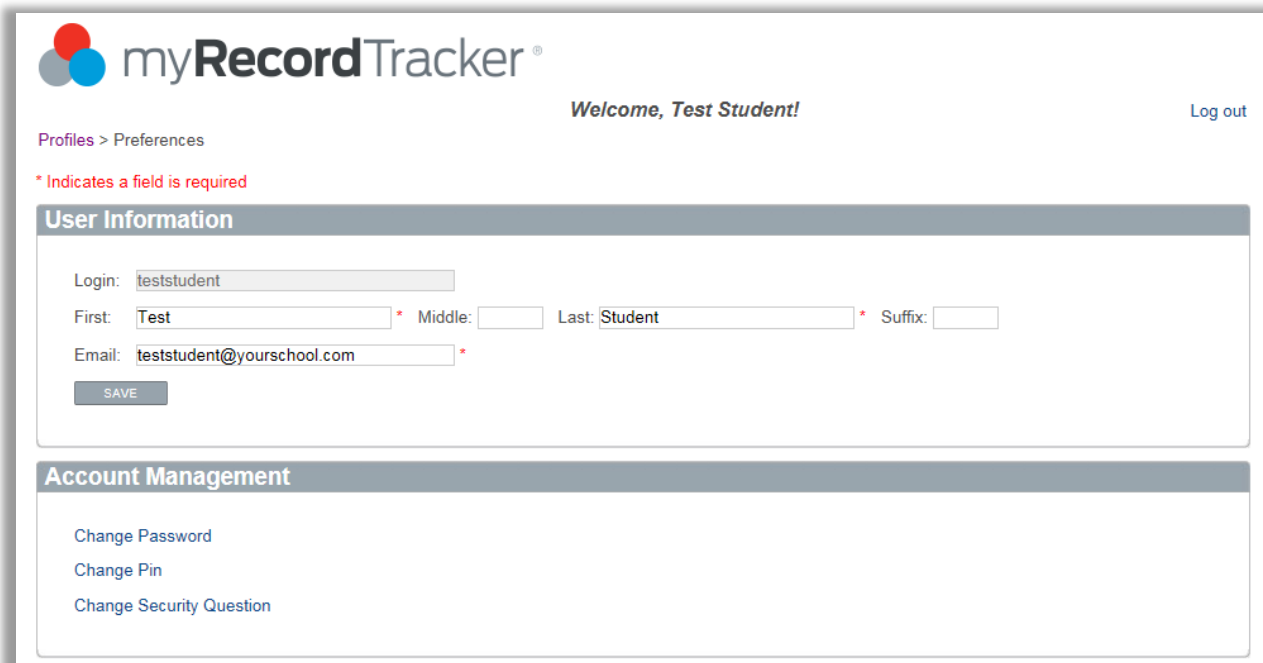 myRecordTracker®
Welcome, Test Student!
Log out
Profiles > Preferences
* Indicates a field is required
User Information
Login: teststudent
First: Test * Middle: Last: Student * Suffix:
Email: teststudent@yourschool.com *
SAVE
Account Management
Change Password
Change Pin
Change Security Question